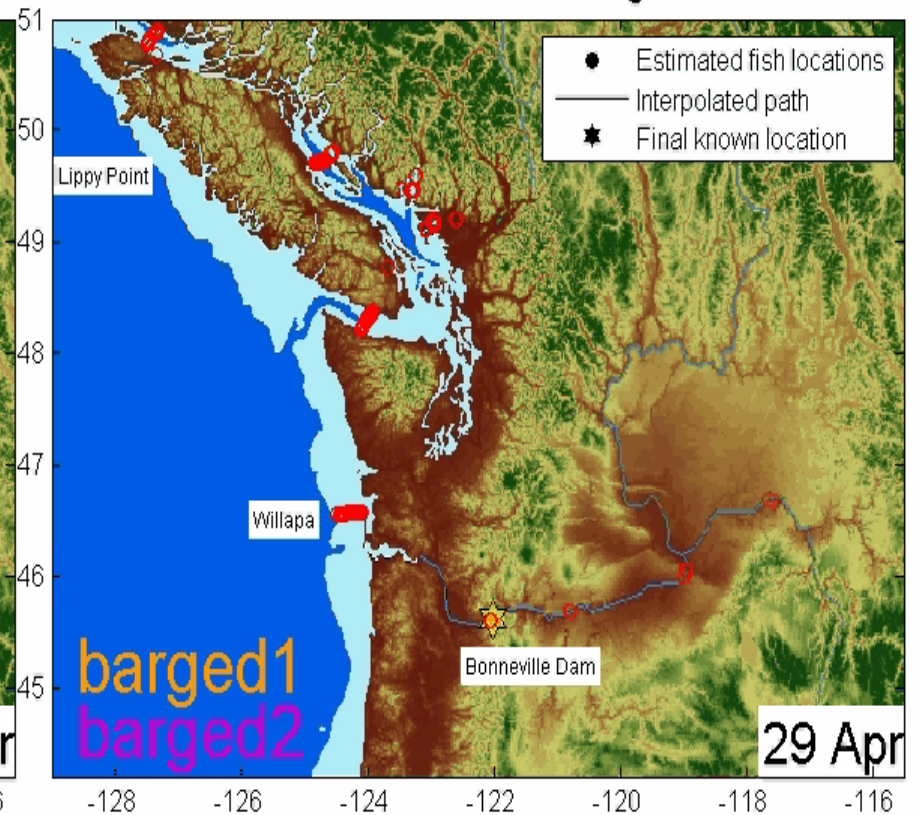 51
Estimated fish locations
Interpolated path
Final known location
50
Lippy Point
49
48
47
Willapa
46
Bonneville Dam
45
barged1
barged2
r
29 Apr
6
-128
-126
-124
-122
-120
-118
-116